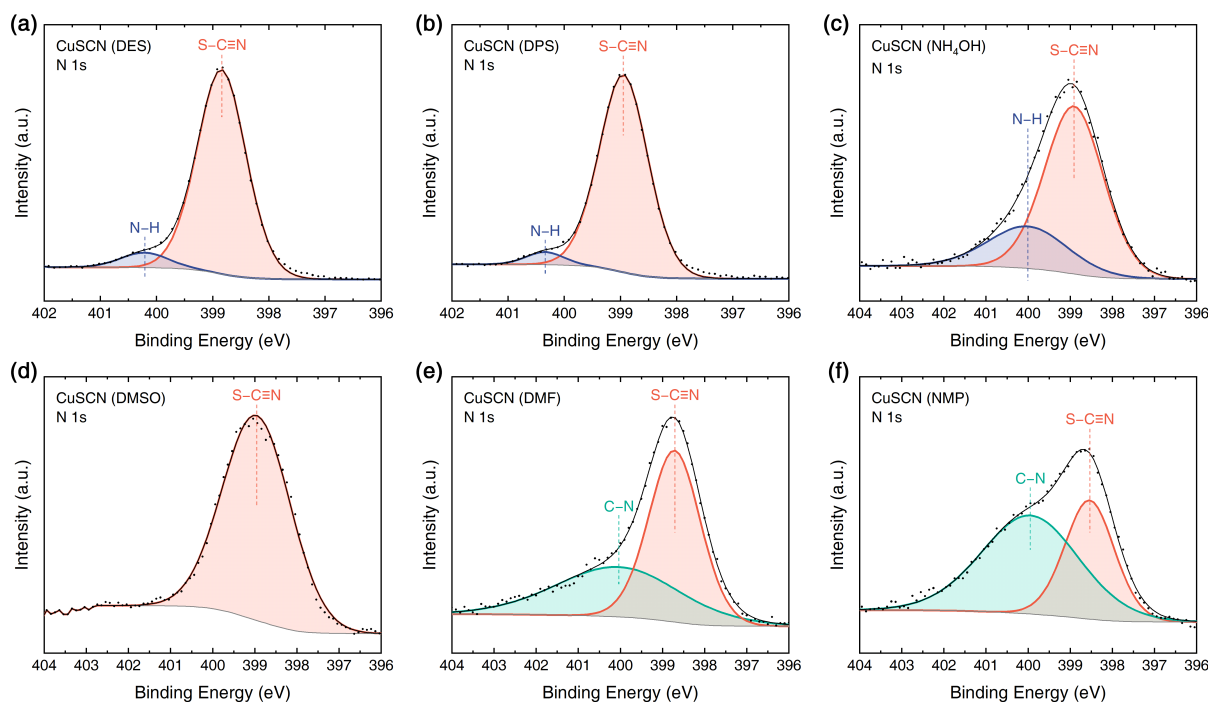 (a)
CuSCN (DES)
N 1s
S–C≡N
N–H
Intensity (a.u.)
402 401 400 399 398 397 396
Binding Energy (eV)
(b)
CuSCN (DPS)
N 1s
S–C≡N
N–H
Intensity (a.u.)
402 401 400 399 398 397 396
Binding Energy (eV)
(c)
CuSCN (NH₄OH)
N 1s
S–C≡N
N–H
Intensity (a.u.)
404 403 402 401 400 399 398 397 396
Binding Energy (eV)
(d)
CuSCN (DMSO)
N 1s
S–C≡N
Intensity (a.u.)
404 403 402 401 400 399 398 397 396
Binding Energy (eV)
(e)
CuSCN (DMF)
N 1s
S–C≡N
C–N
Intensity (a.u.)
404 403 402 401 400 399 398 397 396
Binding Energy (eV)
(f)
CuSCN (NMP)
N 1s
S–C≡N
C–N
Intensity (a.u.)
404 403 402 401 400 399 398 397 396
Binding Energy (eV)